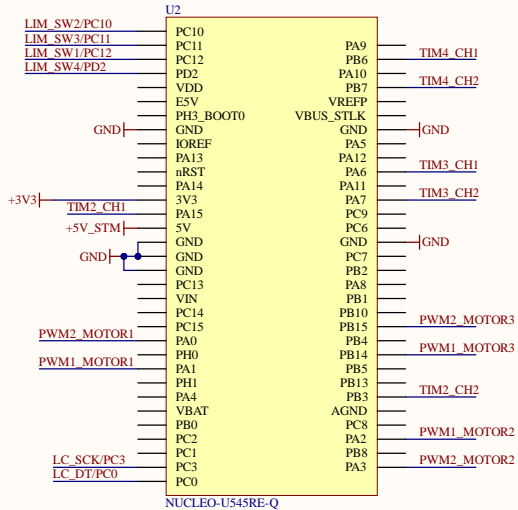 U2
LIM_SW2/PC10 PC10
LIM_SW3/PC11 PC11 PA9
LIM_SW1/PC12 PC12 PB6 TIM4_CH1
LIM_SW4/PD2 PD2 PA10
VDD PB7 TIM4_CH2
E5V VREFP
PH3_BOOT0 VBUS_STLK
GND GND GND GND
IOREF PA5
PA13 PA12
nRST PA6 TIM3_CH1
PA14 PA11
+3V3 3V3 PA7 TIM3_CH2
TIM2_CH1 PA15 PC9
+5V_STM 5V PC6
GND GND GND
GND GND PC7
GND PB2
PC13 PA8
VIN PB1
PC14 PB10
PC15 PB15 PWM2_MOTOR3
PWM2_MOTOR1 PA0 PB4
PH0 PB14 PWM1_MOTOR3
PWM1_MOTOR1 PA1 PB5
PH1 PB13
PA4 PB3 TIM2_CH2
VBAT AGND
PB0 PC8
PC2 PA2 PWM1_MOTOR2
PC1 PB8
LC_SCK/PC3 PC3 PA3 PWM2_MOTOR2
LC_DT/PC0 PC0
NUCLEO-U545RE-Q